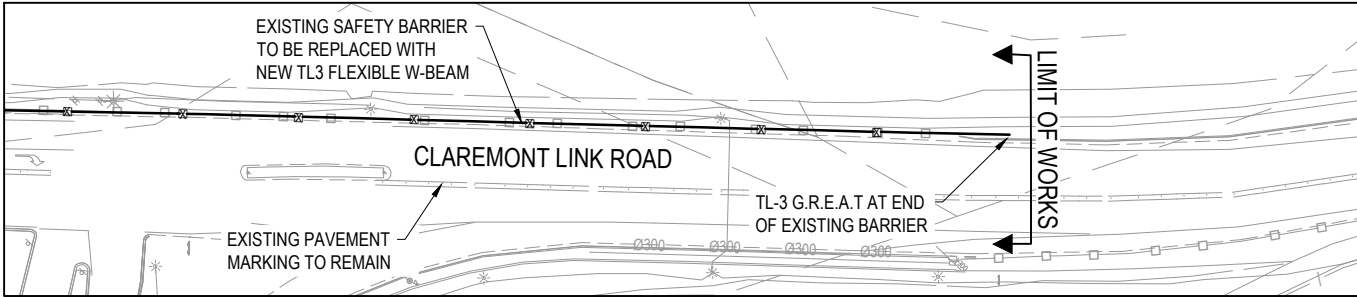 EXISTING SAFETY BARRIER
TO BE REPLACED WITH
NEW TL3 FLEXIBLE W-BEAM
LIMIT OF WORKS
CLAREMONT LINK ROAD
TL-3 G.R.E.A.T AT END
OF EXISTING BARRIER
EXISTING PAVEMENT
MARKING TO REMAIN
Ø300 Ø300 Ø300 Ø300